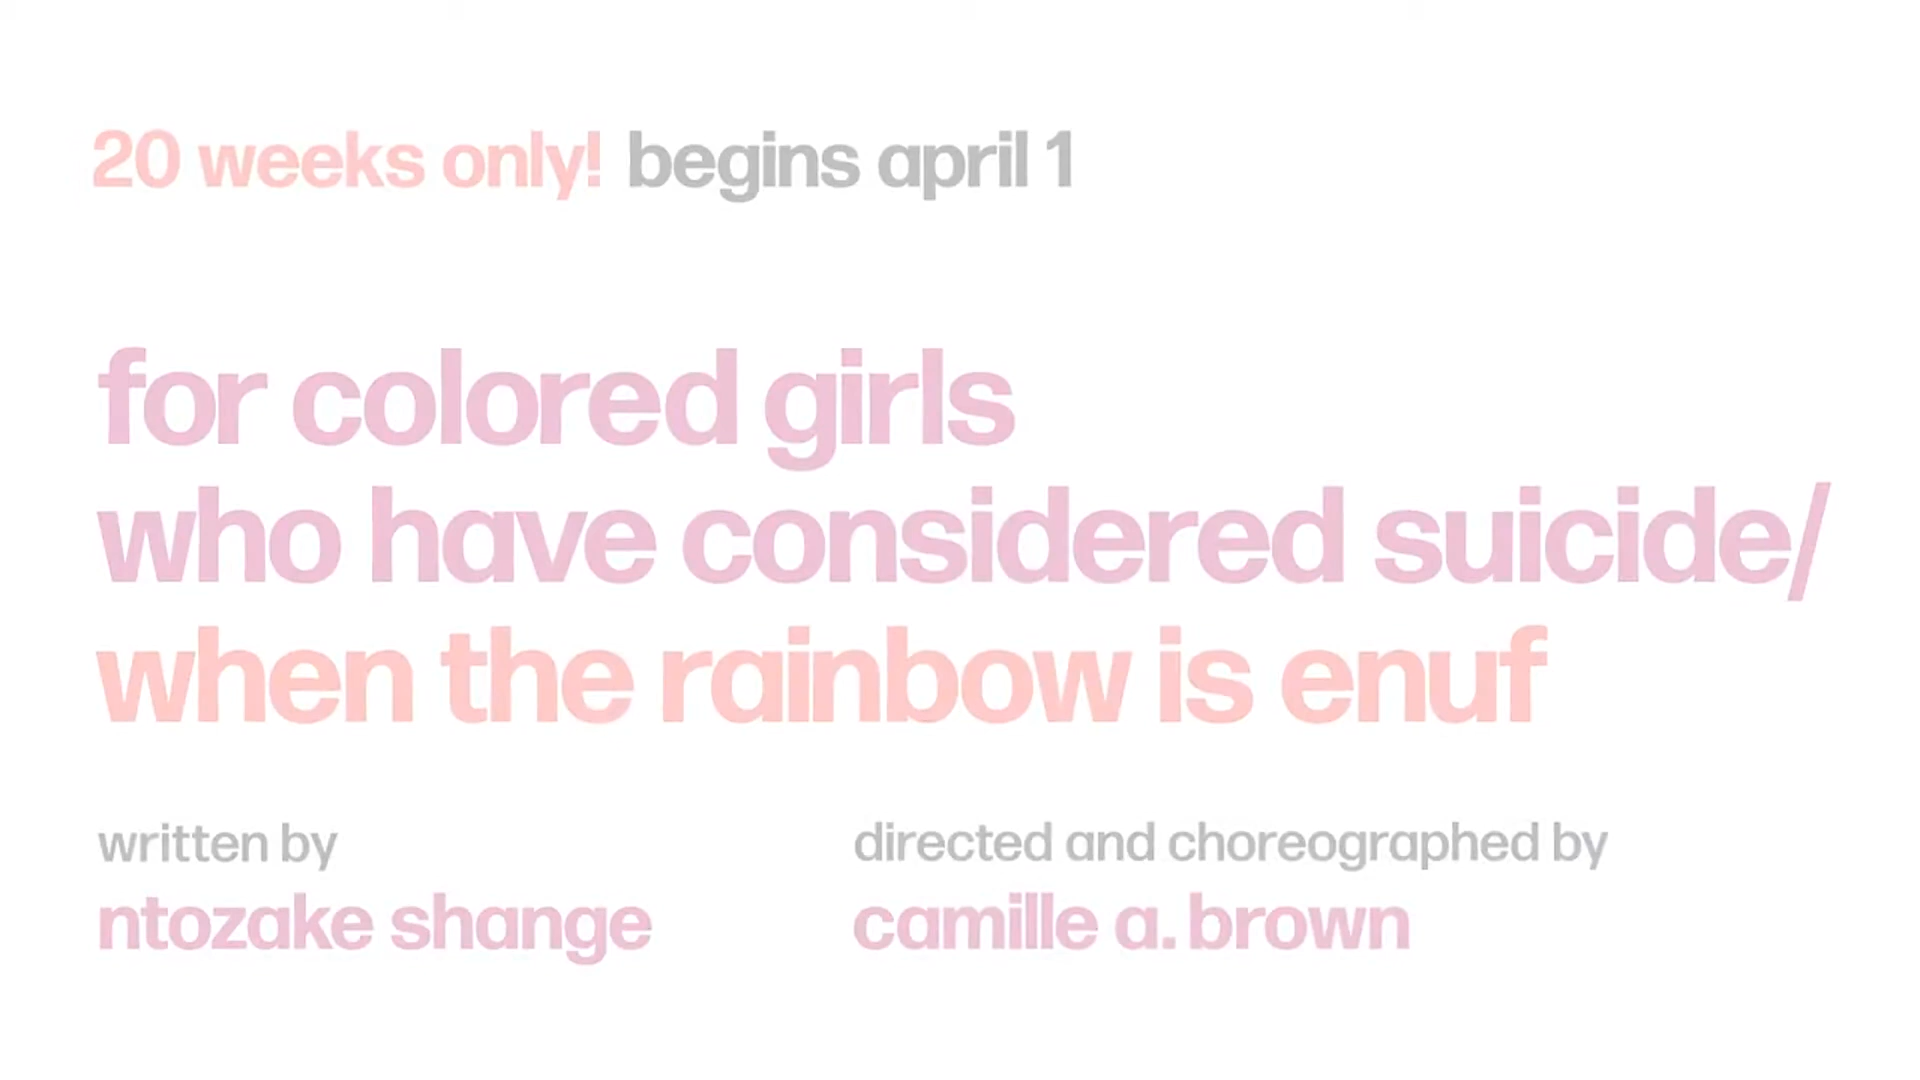 20 weeks only! begins april 1
for colored girls
who have considered suicide/
when the rainbow is enuf
written by
ntozake shange
directed and choreographed by
camille a. brown